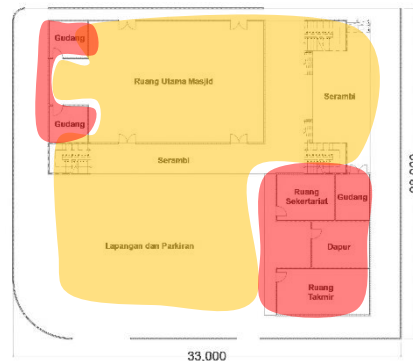 Gudang
Ruang Utama Masjid
Serambi
Gudang
Serambi
Ruang
Sekertariat
Gudang
Lapangan dan Parkiran
Dapur
Ruang
Takmir
33.000